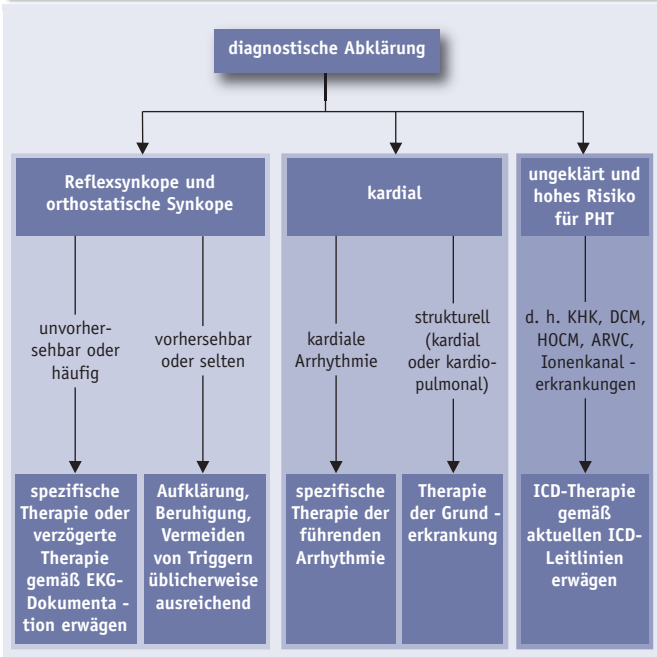 diagnostische Abklärung
Reflexsynkope und
orthostatische Synkope
kardial
ungeklärt und
hohes Risiko
für PHT
unvorher-
sehbar oder
häufig
vorhersehbar
oder selten
kardiale
Arrhythmie
strukturell
(kardial
oder kardio-
pulmonal)
d. h. KHK, DCM,
HOCM, ARVC,
Ionenkanal -
erkrankungen
spezifische
Therapie oder
verzögerte
Therapie
gemäß EKG-
Dokumenta -
tion erwägen
Aufklärung,
Beruhigung,
Vermeiden
von Triggern
üblicherweise
ausreichend
spezifische
Therapie der
führenden
Arrhythmie
Therapie
der Grund -
erkrankung
ICD-Therapie
gemäß
aktuellen ICD-
Leitlinien
erwägen